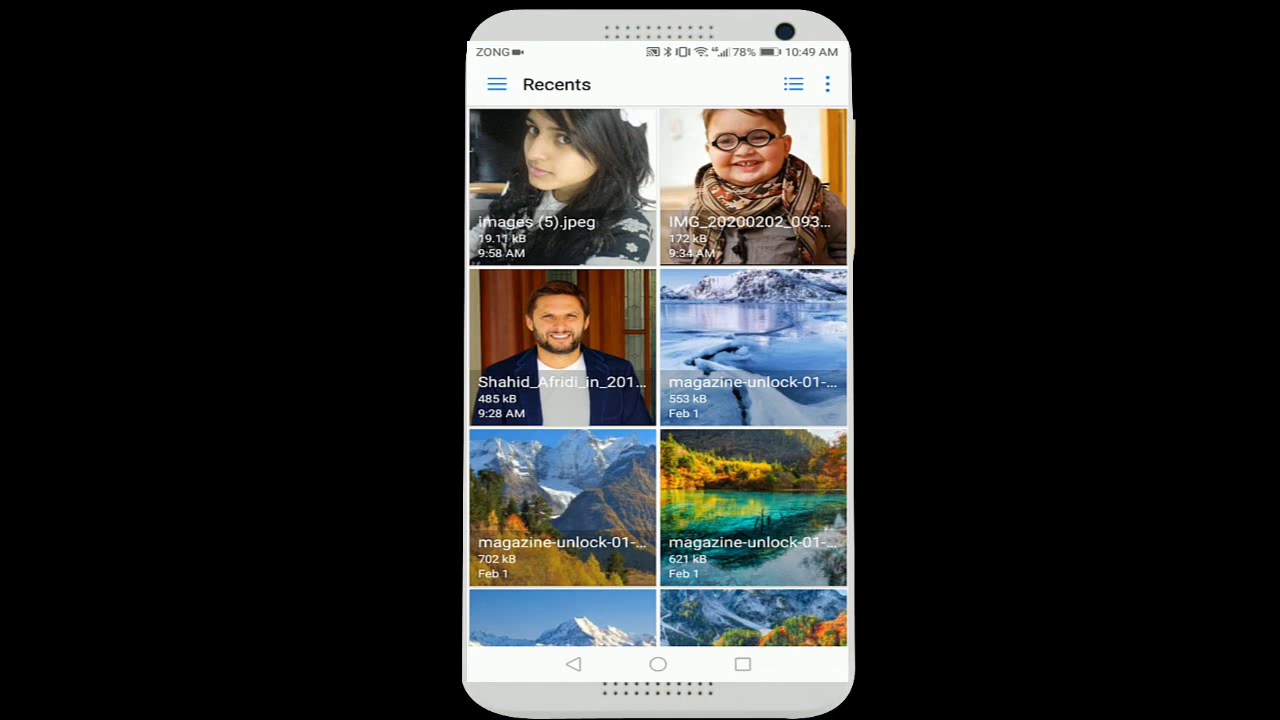 ZONG 78% 10:49 AM
Recents
images (5).jpeg
19.11 kB
9:58 AM
IMG_20200202_093...
172 kB
9:34 AM
Shahid_Afridi_in_201...
485 kB
9:28 AM
magazine-unlock-01-...
553 kB
Feb 1
magazine-unlock-01-...
702 kB
Feb 1
magazine-unlock-01-...
621 kB
Feb 1